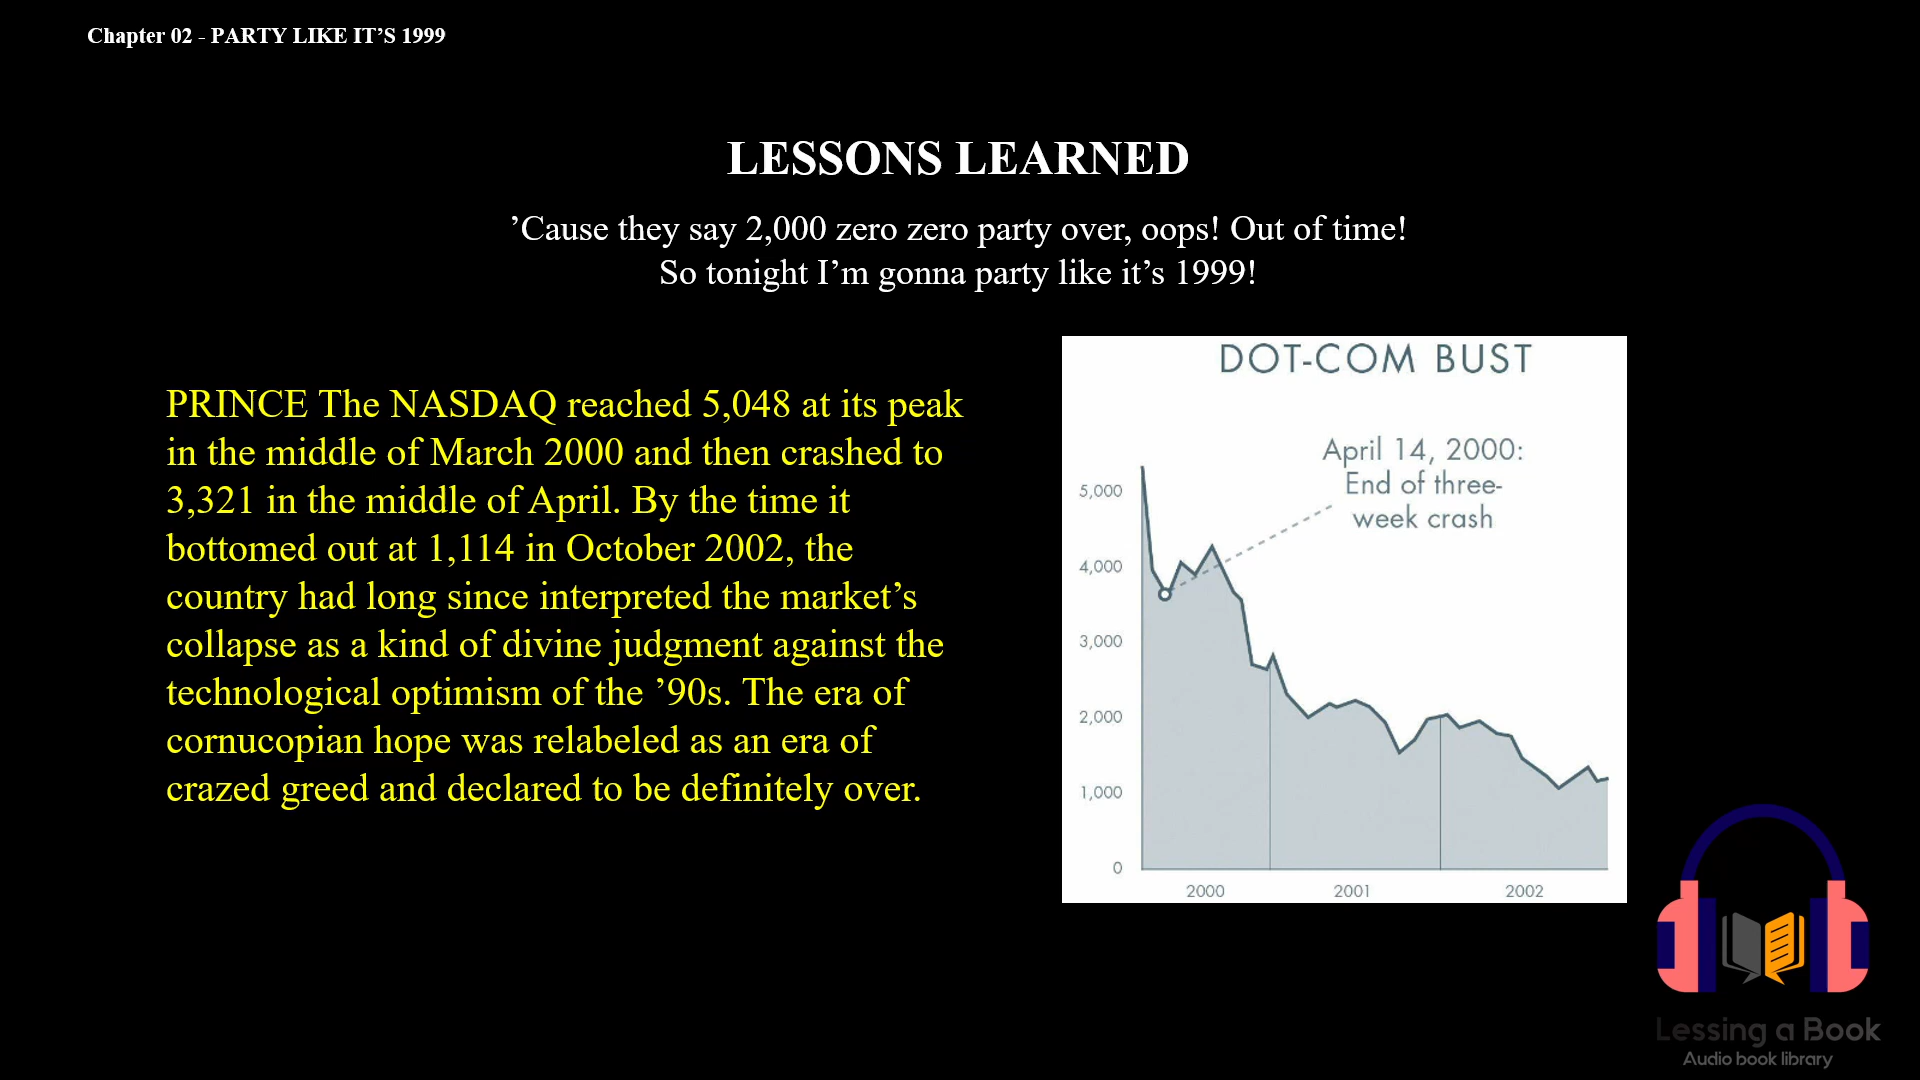 Chapter 02 - PARTY LIKE IT’S 1999
LESSONS LEARNED
’Cause they say 2,000 zero zero party over, oops! Out of time!
So tonight I’m gonna party like it’s 1999!
PRINCE The NASDAQ reached 5,048 at its peak
in the middle of March 2000 and then crashed to
3,321 in the middle of April. By the time it
bottomed out at 1,114 in October 2002, the
country had long since interpreted the market’s
collapse as a kind of divine judgment against the
technological optimism of the ’90s. The era of
cornucopian hope was relabeled as an era of
crazed greed and declared to be definitely over.
DOT-COM BUST
April 14, 2000:
End of three-
week crash
5,000
4,000
3,000
2,000
1,000
0
2000 2001 2002
Lessing a Book
Audio book library